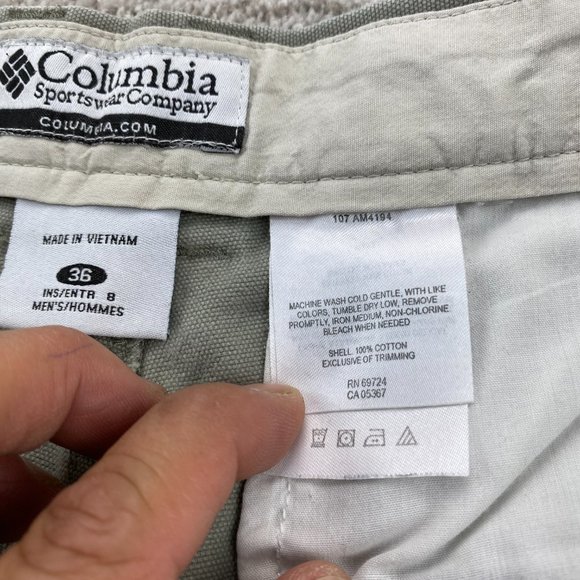 Columbia
Sportswear Company
COLUMBIA.COM
MADE IN VIETNAM
36
INS/ENTR 8
MEN'S/HOMMES
107 AM4194
MACHINE WASH COLD GENTLE, WITH LIKE
COLORS, TUMBLE DRY LOW, REMOVE
PROMPTLY, IRON MEDIUM, NON-CHLORINE
BLEACH WHEN NEEDED
SHELL: 100% COTTON
EXCLUSIVE OF TRIMMING
RN 69724
CA 05367